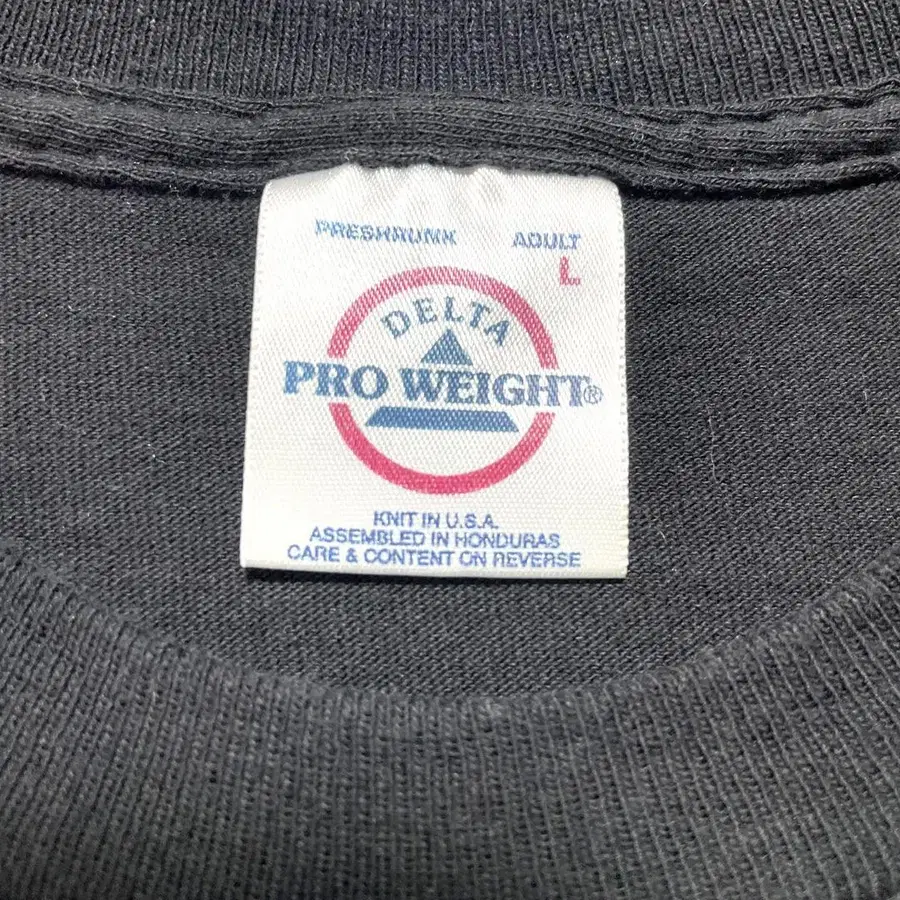 PRESHRUNK ADULT
L
DELTA
PRO WEIGHT®
KNIT IN U.S.A.
ASSEMBLED IN HONDURAS
CARE & CONTENT ON REVERSE